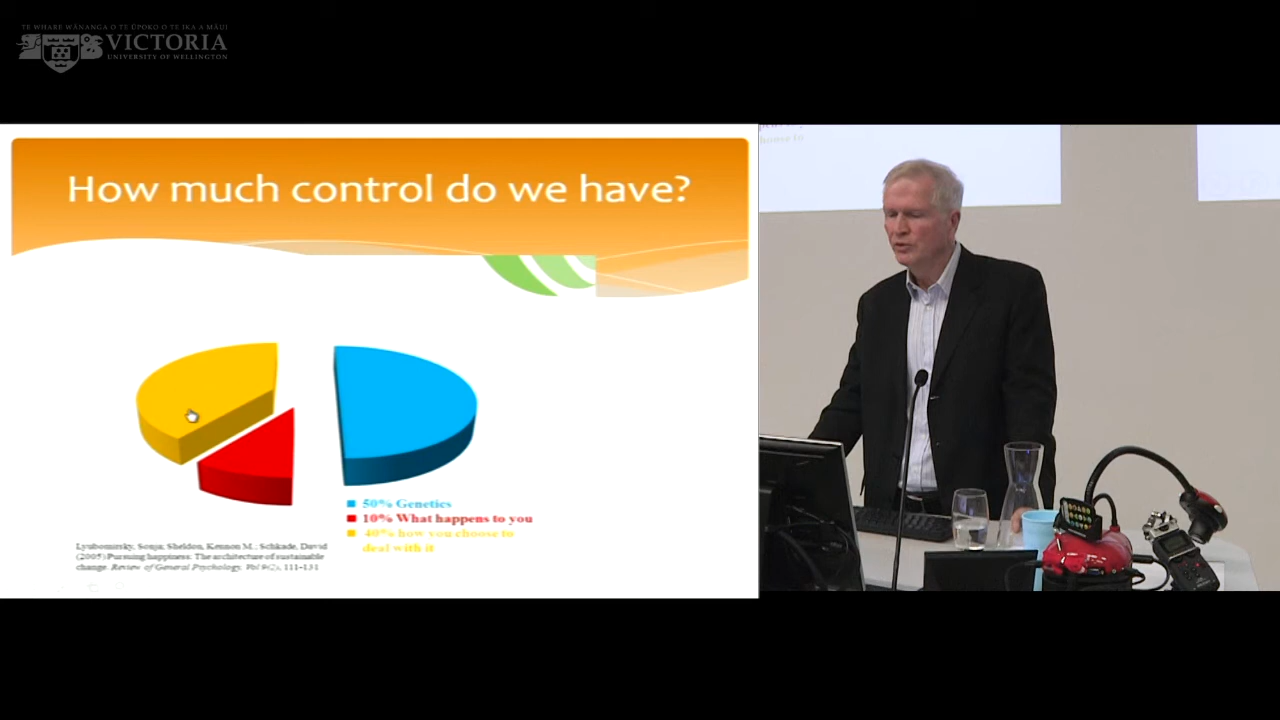 TE WHARE WĀNANGA O TE ŪPOKO O TE IKA A MĀUI
VICTORIA
UNIVERSITY OF WELLINGTON
How much control do we have?
50% Genetics
10% What happens to you
40% how you choose to
deal with it
Lyubomirsky, Sonja; Sheldon, Kennon M.; Schkade, David
(2005) Pursuing happiness: The architecture of sustainable
change. Review of General Psychology. Vol 9(2), 111-131